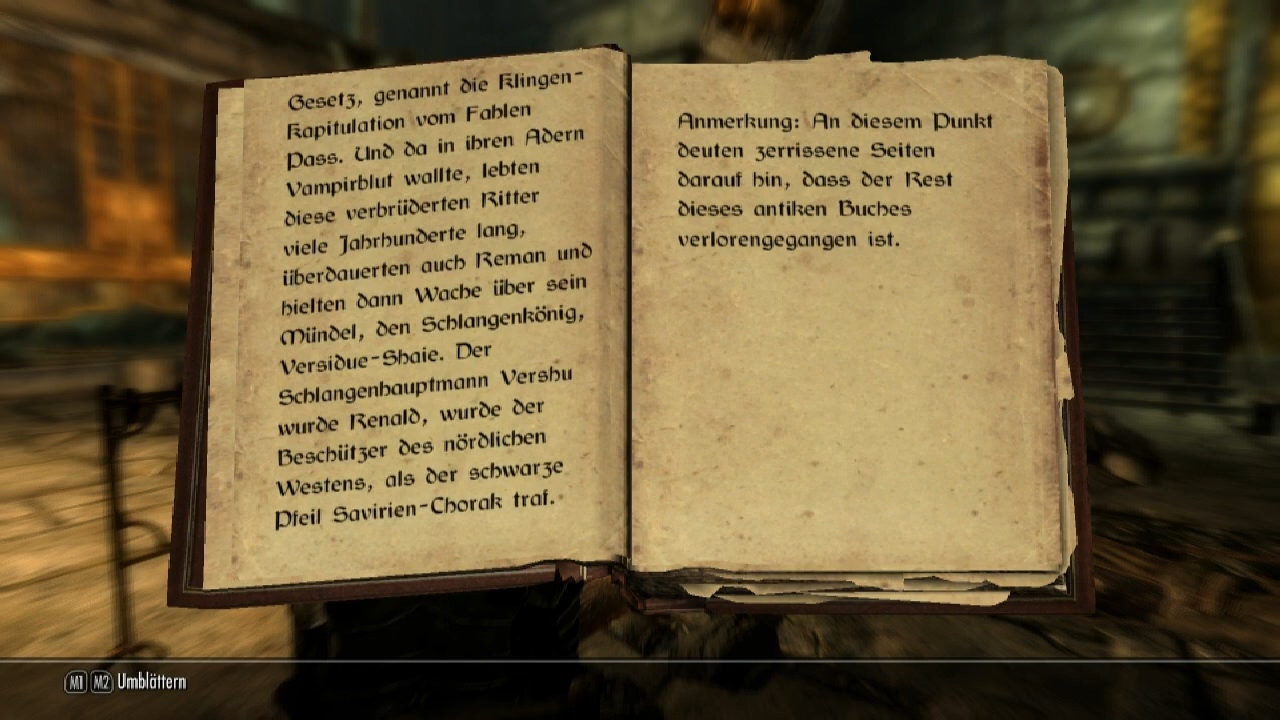 Gesetz, genannt die Klingen-
Kapitulation vom Fahlen
Pass. Und da in ihren Adern
Vampirblut wallte, lebten
diese verbrüderten Ritter
viele Jahrhunderte lang,
überdauerten auch Reman und
hielten dann Wache über sein
Mündel, den Schlangenkönig,
Versidue-Shaie. Der
Schlangenhauptmann Vershu
wurde Renald, wurde der
Beschützer des nördlichen
Westens, als der schwarze
Pfeil Savirien-Chorak traf.
Anmerkung: An diesem Punkt
deuten zerrissene Seiten
darauf hin, dass der Rest
dieses antiken Buches
verlorengegangen ist.
M1 M2 Umblättern